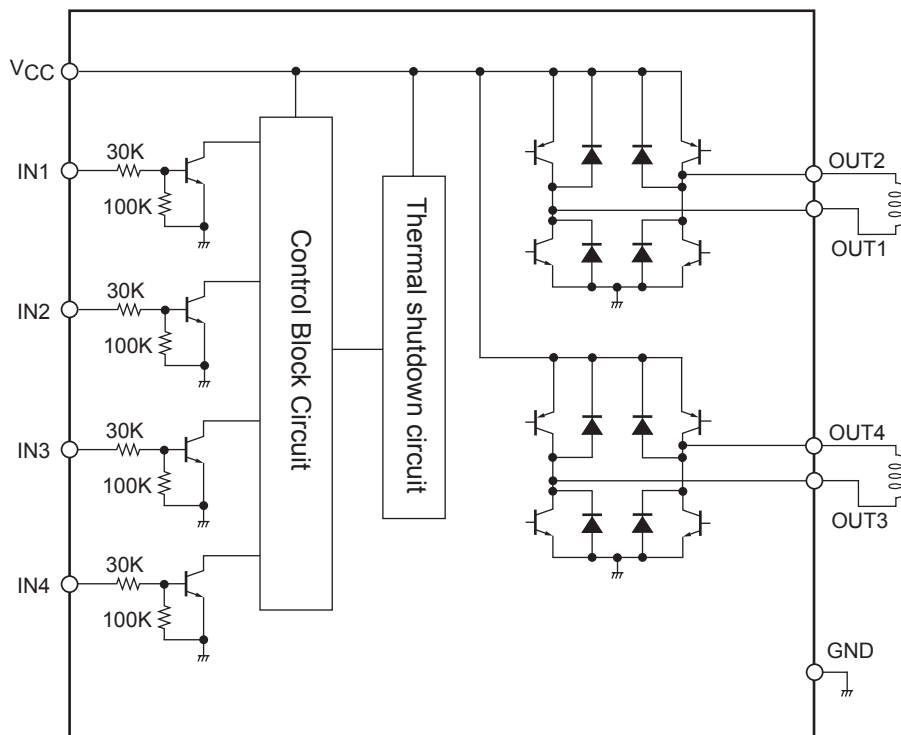 VCC
IN1
30K
100K
IN2
30K
100K
IN3
30K
100K
IN4
30K
100K
Control Block Circuit
Thermal shutdown circuit
OUT2
OUT1
OUT4
OUT3
GND